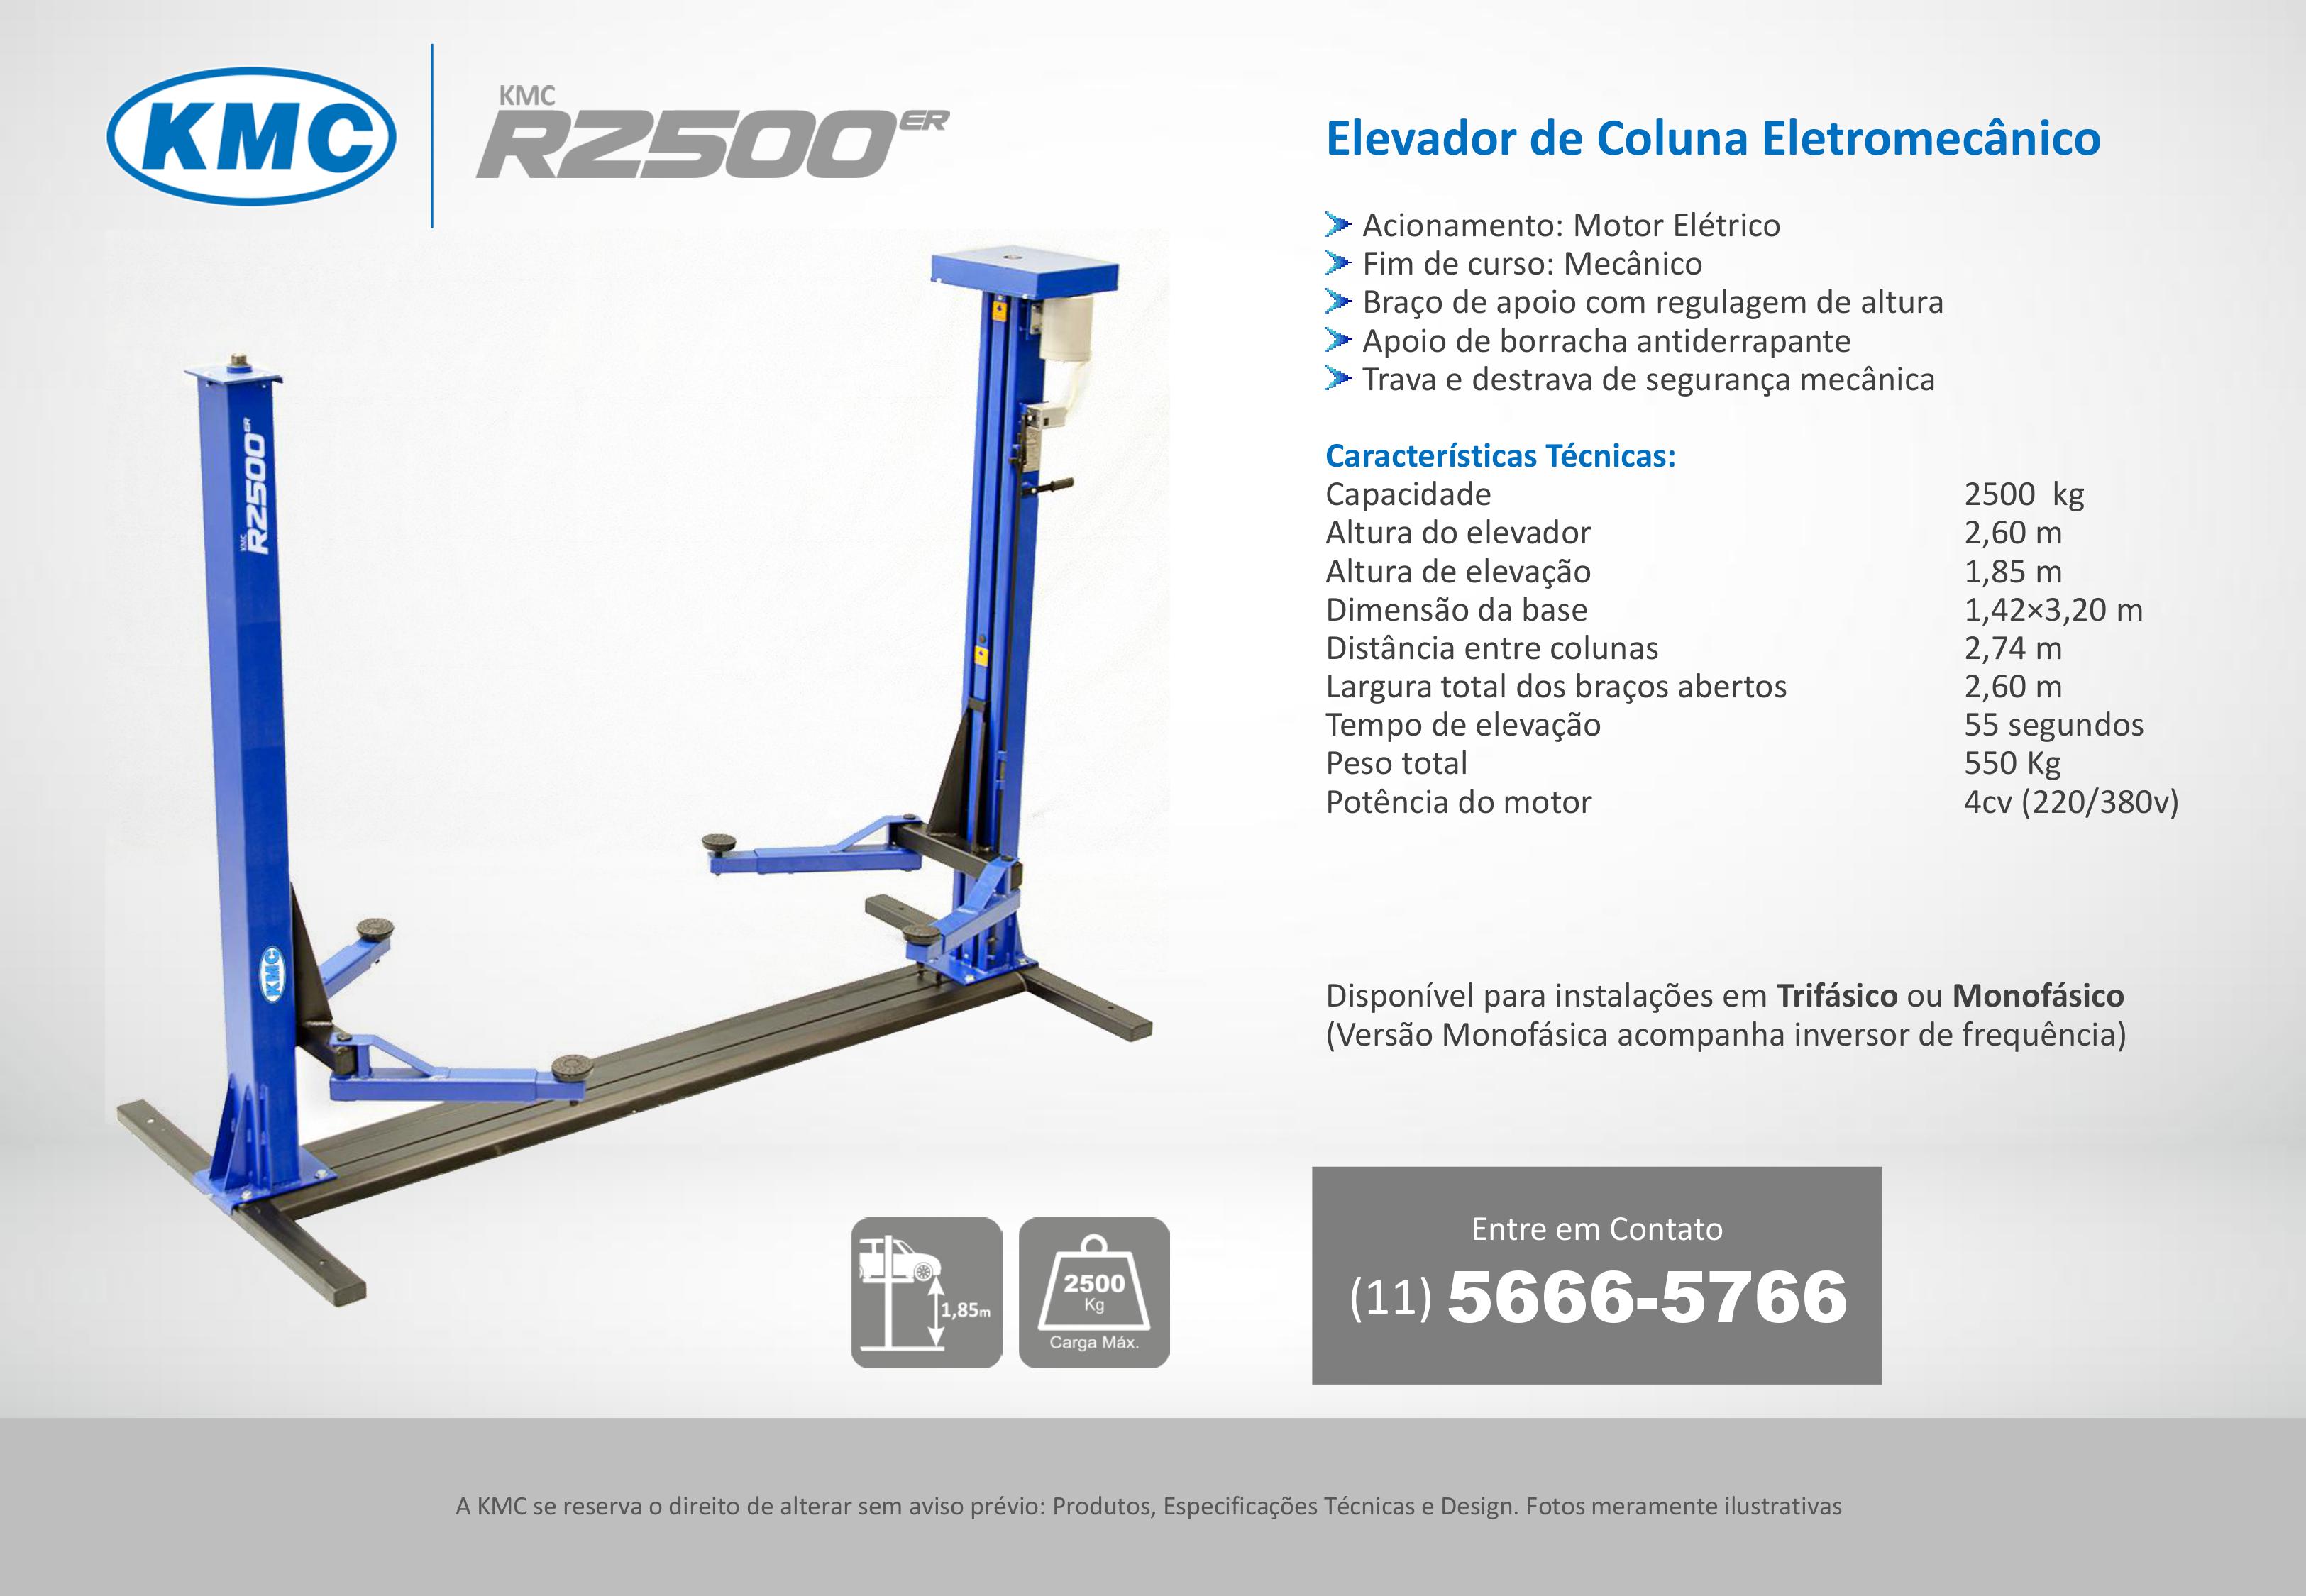 KMC
KMC
R2500ER
Elevador de Coluna Eletromecânico
Acionamento: Motor Elétrico
Fim de curso: Mecânico
Braço de apoio com regulagem de altura
Apoio de borracha antiderrapante
Trava e destrava de segurança mecânica
Características Técnicas:
Capacidade 2500 kg
Altura do elevador 2,60 m
Altura de elevação 1,85 m
Dimensão da base 1,42×3,20 m
Distância entre colunas 2,74 m
Largura total dos braços abertos 2,60 m
Tempo de elevação 55 segundos
Peso total 550 Kg
Potência do motor 4cv (220/380v)
Disponível para instalações em Trifásico ou Monofásico
(Versão Monofásica acompanha inversor de frequência)
KMC
R2500ER
KMC
1,85m
2500
Kg
Carga Máx.
Entre em Contato
(11) 5666-5766
A KMC se reserva o direito de alterar sem aviso prévio: Produtos, Especificações Técnicas e Design. Fotos meramente ilustrativas